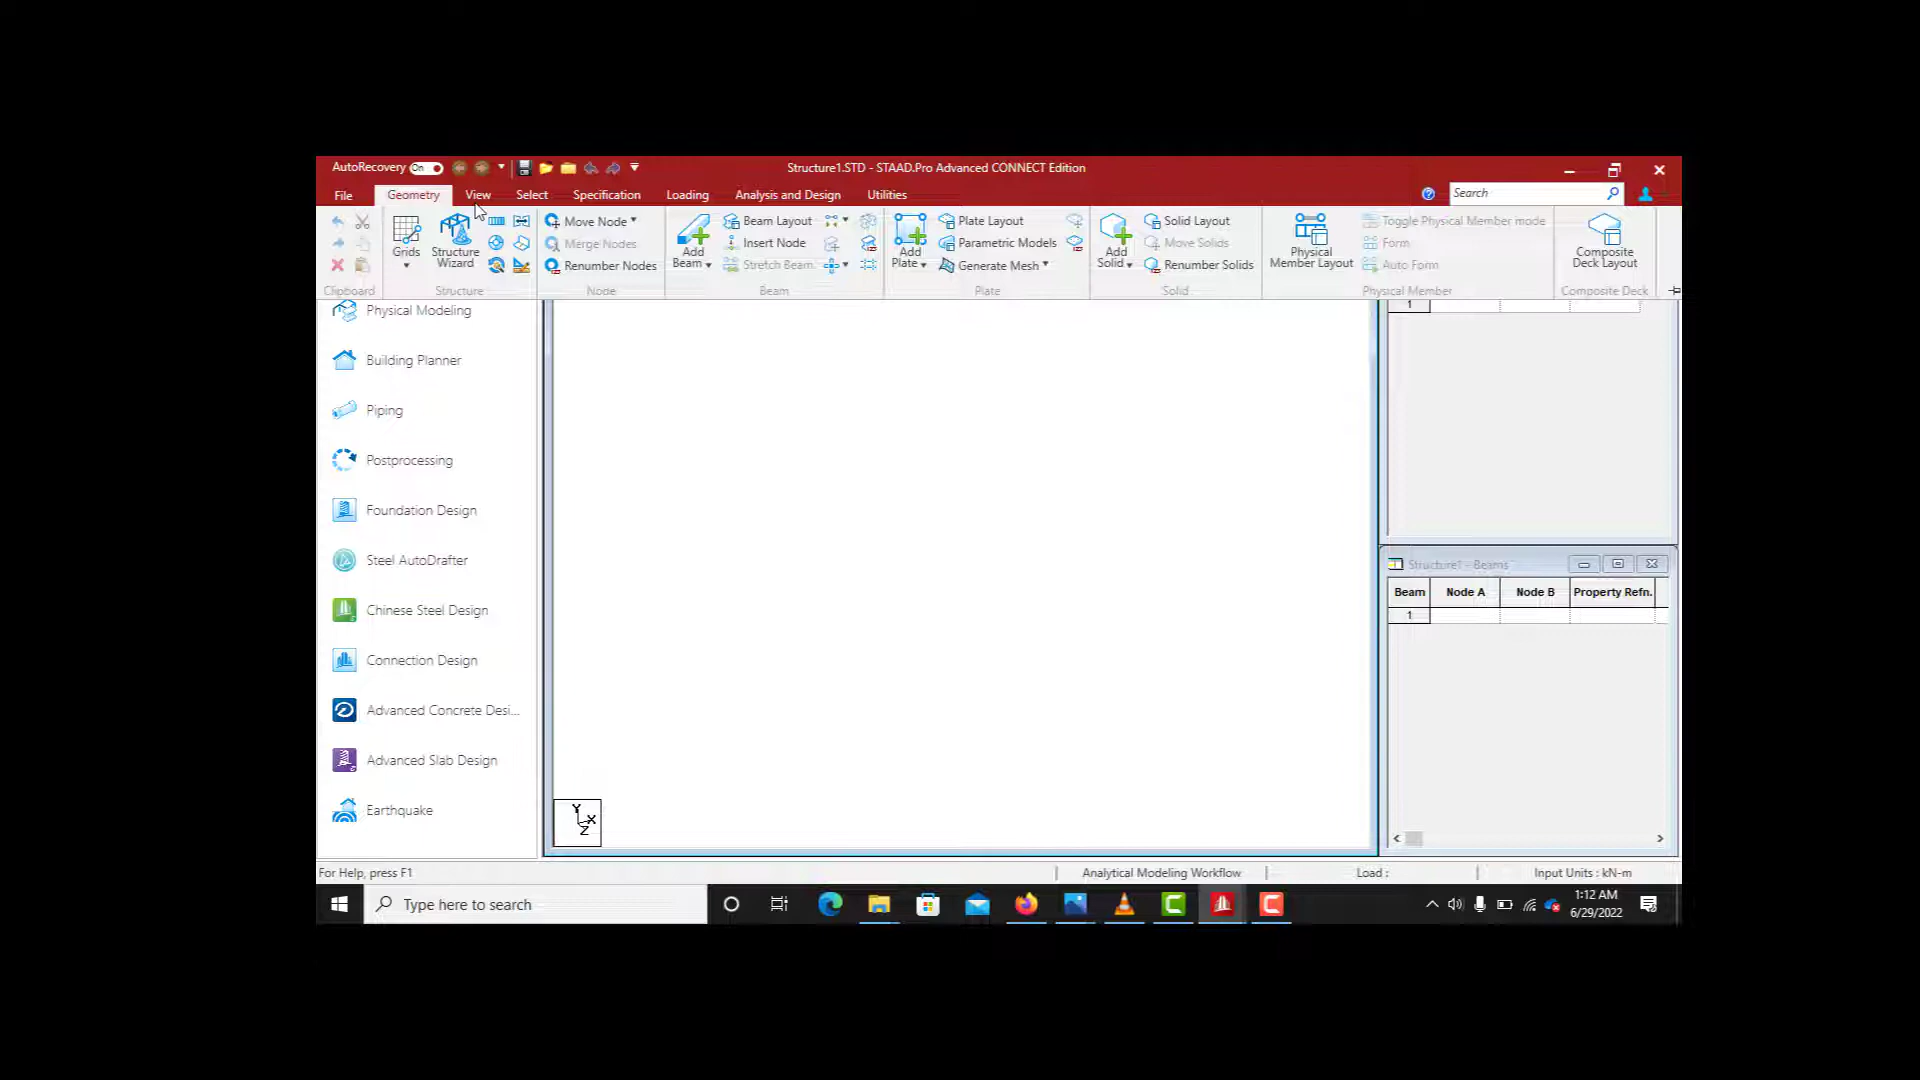 AutoRecovery On
Structure1.STD - STAAD.Pro Advanced CONNECT Edition
File Geometry View Select Specification Loading Analysis and Design Utilities
Search
Grids
Structure Wizard
Move Node
Merge Nodes
Renumber Nodes
Add Beam
Beam Layout
Insert Node
Stretch Beam
Add Plate
Plate Layout
Parametric Models
Generate Mesh
Add Solid
Solid Layout
Move Solids
Renumber Solids
Physical Member Layout
Toggle Physical Member mode
Form
Auto Form
Composite Deck Layout
Clipboard Structure Node Beam Plate Solid Physical Member Composite Deck
Physical Modeling
Building Planner
Piping
Postprocessing
Foundation Design
Steel AutoDrafter
Chinese Steel Design
Connection Design
Advanced Concrete Desi...
Advanced Slab Design
Earthquake
Y
X
Z
1
Structure1 - Beams
Beam Node A Node B Property Refn.
1
For Help, press F1
Analytical Modeling Workflow
Load :
Input Units : kN-m
Type here to search
1:12 AM
6/29/2022